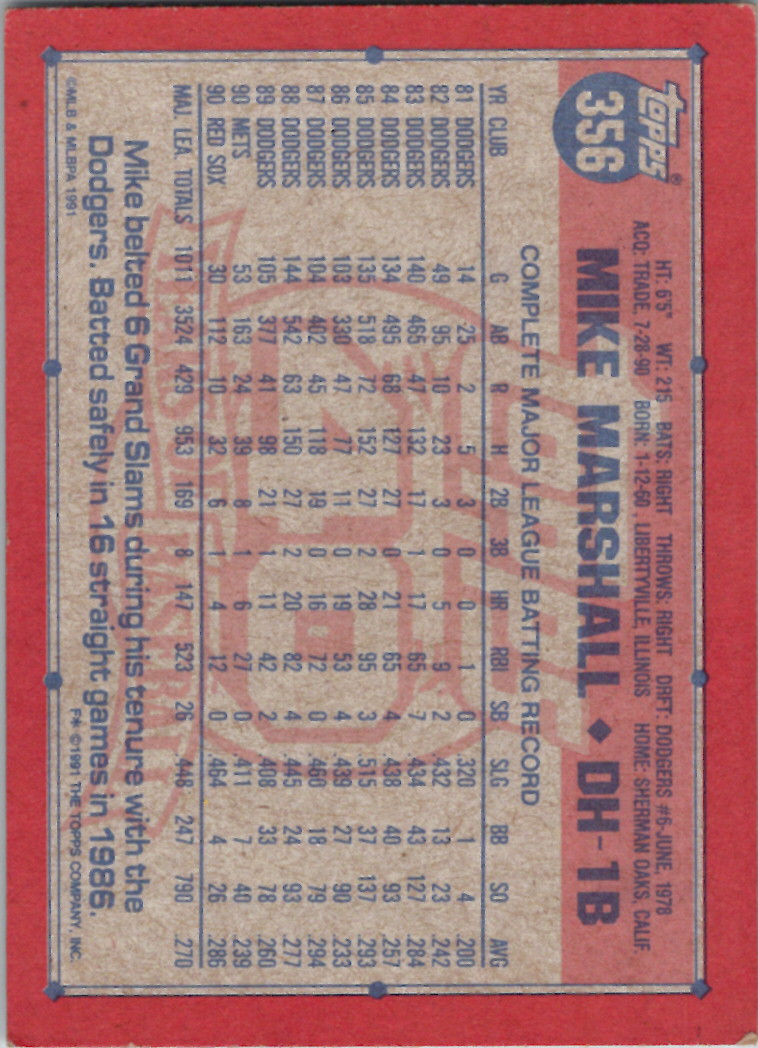 topps®
356
HT: 6'5" WT: 215 BATS: RIGHT THROWS: RIGHT DRFT: DODGERS #6-JUNE, 1978
ACQ: TRADE, 7-28-90 BORN: 1-12-60, LIBERTYVILLE, ILLINOIS HOME: SHERMAN OAKS, CALIF.
MIKE MARSHALL ◆ DH-1B
COMPLETE MAJOR LEAGUE BATTING RECORD
YR CLUB G AB R H 2B 3B HR RBI SB SLG BB SO AVG
81 DODGERS 14 25 2 5 3 0 0 1 0 .320 1 4 .200
82 DODGERS 49 95 10 23 3 0 5 9 2 .432 13 23 .242
83 DODGERS 140 465 47 132 17 1 17 65 7 .434 43 127 .284
84 DODGERS 134 495 68 127 27 0 21 65 4 .438 40 93 .257
85 DODGERS 135 518 72 152 27 2 28 95 3 .515 37 137 .293
86 DODGERS 103 330 47 77 11 0 19 53 4 .439 27 90 .233
87 DODGERS 104 402 45 118 19 0 16 72 0 .460 18 79 .294
88 DODGERS 144 542 63 150 27 2 20 82 4 .445 24 93 .277
89 DODGERS 105 377 41 98 21 1 11 42 2 .408 33 78 .260
90 METS 53 163 24 39 8 1 6 27 0 .411 7 40 .239
90 RED SOX 30 112 10 32 6 1 4 12 0 .464 4 26 .286
MAJ. LEA. TOTALS 1011 3524 429 953 169 8 147 523 26 .448 247 790 .270
Mike belted 6 Grand Slams during his tenure with the
Dodgers. Batted safely in 16 straight games in 1986.
©MLB & MLBPA 1991 F* ©1991 THE TOPPS COMPANY, INC.
topps
40
YEARS OF BASEBALL